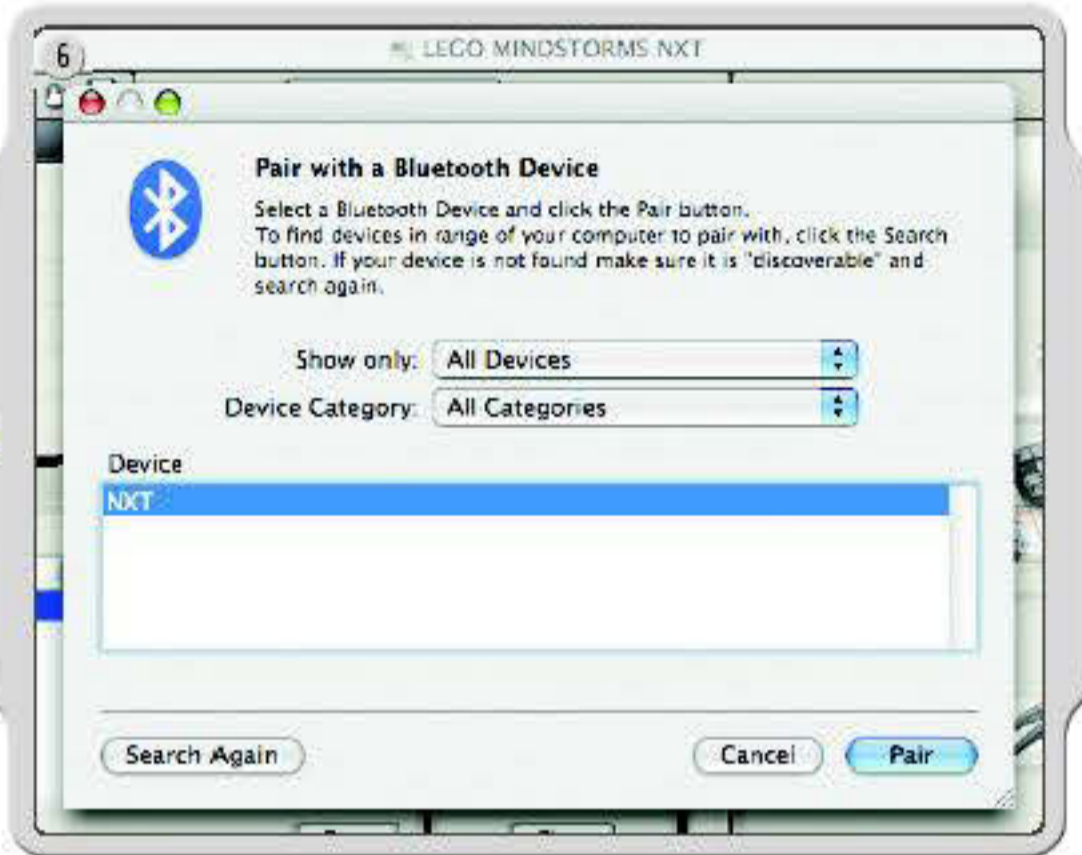 6
LEGO MINDSTORMS NXT
Pair with a Bluetooth Device
Select a Bluetooth Device and click the Pair button.
To find devices in range of your computer to pair with, click the Search
button. If your device is not found make sure it is "discoverable" and
search again.
Show only: All Devices
Device Category: All Categories
Device
NXT
Search Again Cancel Pair